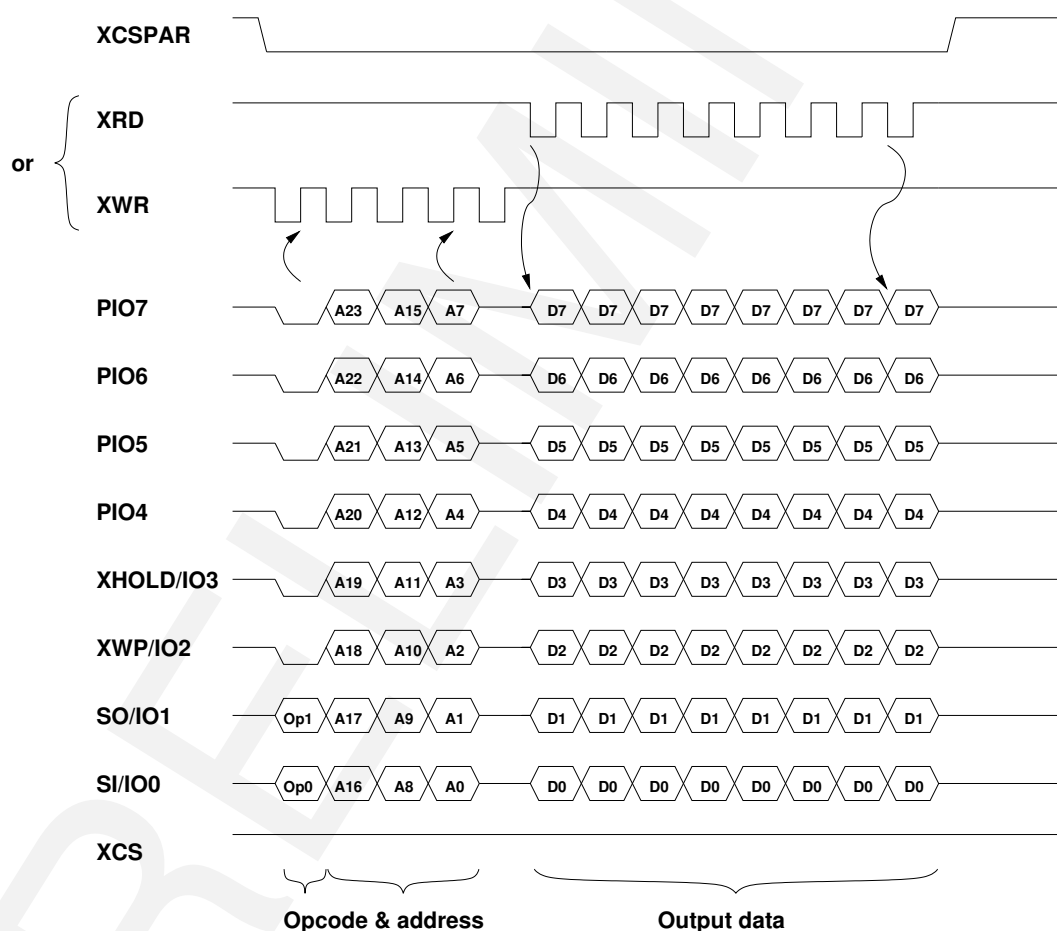 XCSPAR
XRD
or
XWR
PIO7 A23 A15 A7 D7 D7 D7 D7 D7 D7 D7 D7
PIO6 A22 A14 A6 D6 D6 D6 D6 D6 D6 D6 D6
PIO5 A21 A13 A5 D5 D5 D5 D5 D5 D5 D5 D5
PIO4 A20 A12 A4 D4 D4 D4 D4 D4 D4 D4 D4
XHOLD/IO3 A19 A11 A3 D3 D3 D3 D3 D3 D3 D3 D3
XWP/IO2 A18 A10 A2 D2 D2 D2 D2 D2 D2 D2 D2
SO/IO1 Op1 A17 A9 A1 D1 D1 D1 D1 D1 D1 D1 D1
SI/IO0 Op0 A16 A8 A0 D0 D0 D0 D0 D0 D0 D0 D0
XCS
Opcode & address Output data